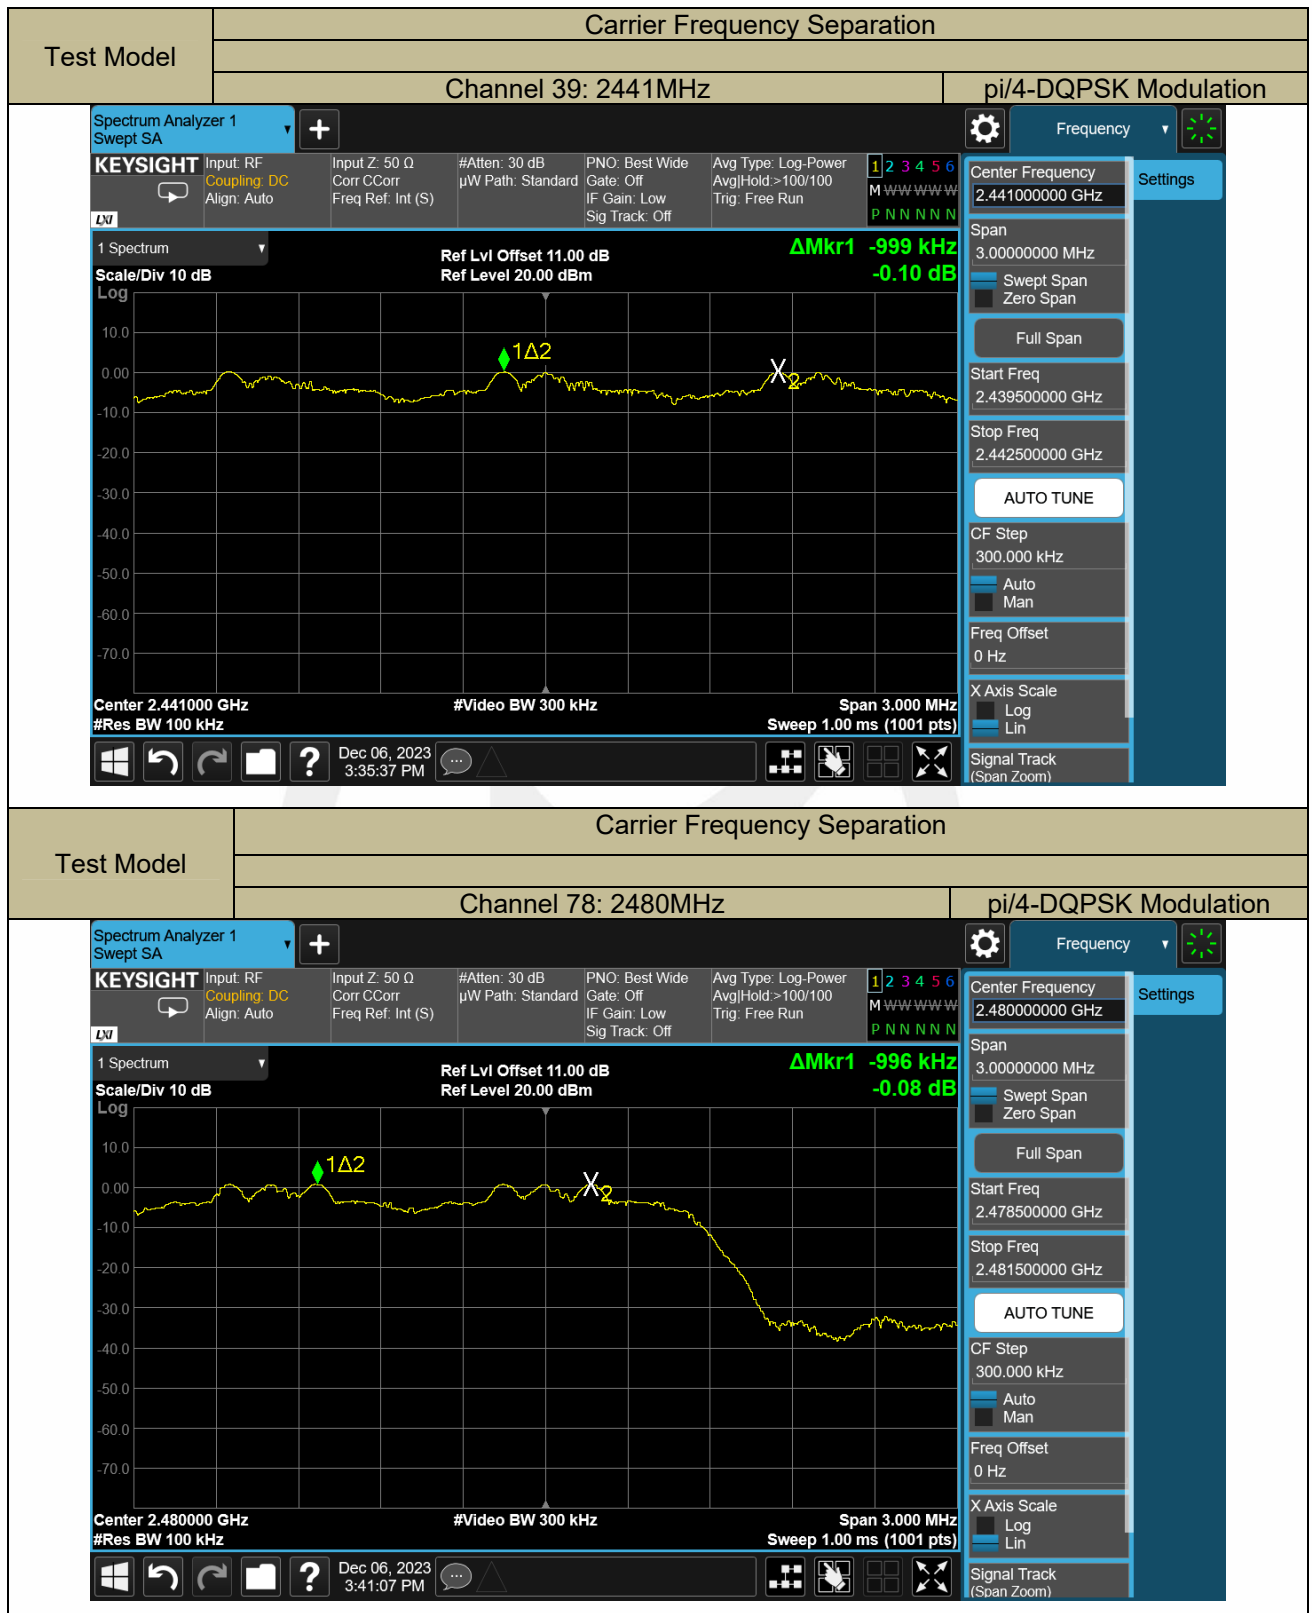 Test Model
Carrier Frequency Separation
Channel 39: 2441MHz
pi/4-DQPSK Modulation
Spectrum Analyzer 1
Swept SA
Frequency
KEYSIGHT
LXI
Input: RF
Coupling: DC
Align: Auto
Input Z: 50 Ω
Corr CCorr
Freq Ref: Int (S)
#Atten: 30 dB
µW Path: Standard
PNO: Best Wide
Gate: Off
IF Gain: Low
Sig Track: Off
Avg Type: Log-Power
Avg|Hold:>100/100
Trig: Free Run
1 2 3 4 5 6
M W W W W W
P N N N N N
1 Spectrum
Scale/Div 10 dB
Log
Ref Lvl Offset 11.00 dB
Ref Level 20.00 dBm
ΔMkr1 -999 kHz
-0.10 dB
1Δ2
X2
10.0
0.00
-10.0
-20.0
-30.0
-40.0
-50.0
-60.0
-70.0
Center 2.441000 GHz
#Video BW 300 kHz
Span 3.000 MHz
#Res BW 100 kHz
Sweep 1.00 ms (1001 pts)
Dec 06, 2023
3:35:37 PM
Center Frequency
2.441000000 GHz
Settings
Span
3.00000000 MHz
Swept Span
Zero Span
Full Span
Start Freq
2.439500000 GHz
Stop Freq
2.442500000 GHz
AUTO TUNE
CF Step
300.000 kHz
Auto
Man
Freq Offset
0 Hz
X Axis Scale
Log
Lin
Signal Track
(Span Zoom)
Test Model
Carrier Frequency Separation
Channel 78: 2480MHz
pi/4-DQPSK Modulation
Spectrum Analyzer 1
Swept SA
Frequency
KEYSIGHT
LXI
Input: RF
Coupling: DC
Align: Auto
Input Z: 50 Ω
Corr CCorr
Freq Ref: Int (S)
#Atten: 30 dB
µW Path: Standard
PNO: Best Wide
Gate: Off
IF Gain: Low
Sig Track: Off
Avg Type: Log-Power
Avg|Hold:>100/100
Trig: Free Run
1 2 3 4 5 6
M W W W W W
P N N N N N
1 Spectrum
Scale/Div 10 dB
Log
Ref Lvl Offset 11.00 dB
Ref Level 20.00 dBm
ΔMkr1 -996 kHz
-0.08 dB
1Δ2
X2
10.0
0.00
-10.0
-20.0
-30.0
-40.0
-50.0
-60.0
-70.0
Center 2.480000 GHz
#Video BW 300 kHz
Span 3.000 MHz
#Res BW 100 kHz
Sweep 1.00 ms (1001 pts)
Dec 06, 2023
3:41:07 PM
Center Frequency
2.480000000 GHz
Settings
Span
3.00000000 MHz
Swept Span
Zero Span
Full Span
Start Freq
2.478500000 GHz
Stop Freq
2.481500000 GHz
AUTO TUNE
CF Step
300.000 kHz
Auto
Man
Freq Offset
0 Hz
X Axis Scale
Log
Lin
Signal Track
(Span Zoom)